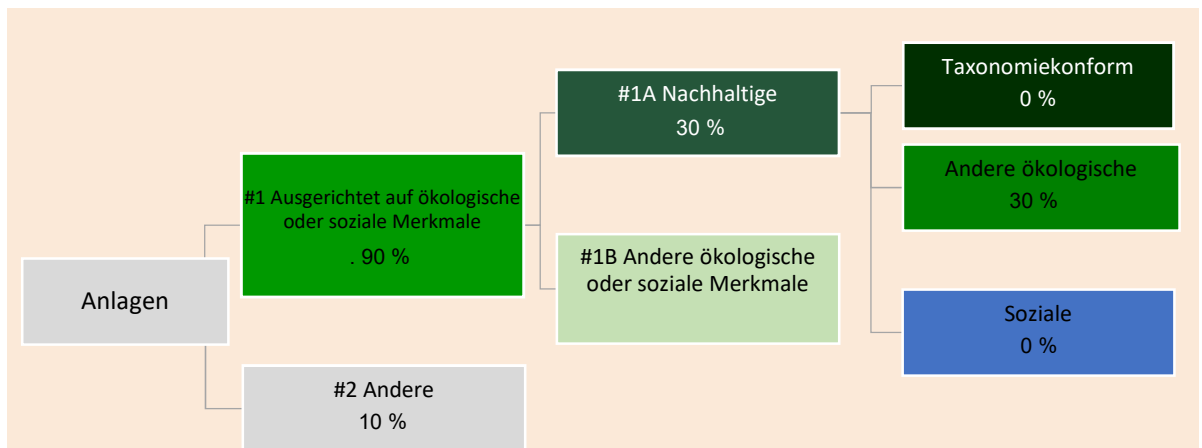 Anlagen
#1 Ausgerichtet auf ökologische
oder soziale Merkmale
. 90 %
#2 Andere
10 %
#1A Nachhaltige
30 %
#1B Andere ökologische
oder soziale Merkmale
Taxonomiekonform
0 %
Andere ökologische
30 %
Soziale
0 %